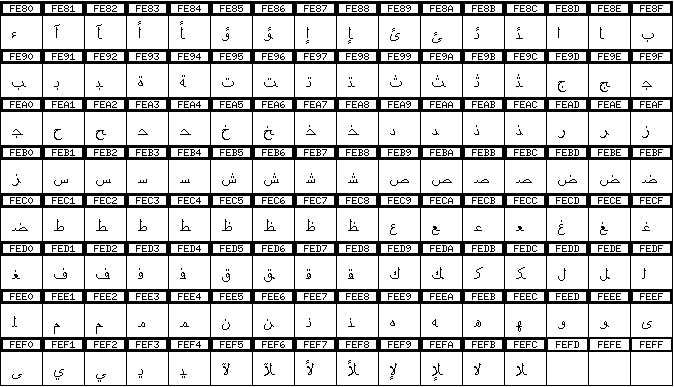 FE80 FE81 FE82 FE83 FE84 FE85 FE86 FE87 FE88 FE89 FE8A FE8B FE8C FE8D FE8E FE8F
ﺀ ﺁ ﺂ ﺃ ﺄ ﺅ ﺆ ﺇ ﺈ ﺉ ﺊ ﺋ ﺌ ﺍ ﺎ ﺏ
FE90 FE91 FE92 FE93 FE94 FE95 FE96 FE97 FE98 FE99 FE9A FE9B FE9C FE9D FE9E FE9F
ﺐ ﺑ ﺒ ﺓ ﺔ ﺕ ﺖ ﺗ ﺘ ﺙ ﺚ ﺛ ﺜ ﺝ ﺞ ﺟ
FEA0 FEA1 FEA2 FEA3 FEA4 FEA5 FEA6 FEA7 FEA8 FEA9 FEAA FEAB FEAC FEAD FEAE FEAF
ﺠ ﺡ ﺢ ﺣ ﺤ ﺥ ﺦ ﺧ ﺨ ﺩ ﺪ ﺫ ﺬ ﺭ ﺮ ﺯ
FEB0 FEB1 FEB2 FEB3 FEB4 FEB5 FEB6 FEB7 FEB8 FEB9 FEBA FEBB FEBC FEBD FEBE FEBF
ﺰ ﺱ ﺲ ﺳ ﺴ ﺵ ﺶ ﺷ ﺸ ﺹ ﺺ ﺻ ﺼ ﺽ ﺾ ﺿ
FEC0 FEC1 FEC2 FEC3 FEC4 FEC5 FEC6 FEC7 FEC8 FEC9 FECA FECB FECC FECD FECE FECF
ﻀ ﻁ ﻂ ﻃ ﻄ ﻅ ﻆ ﻇ ﻈ ﻉ ﻊ ﻋ ﻌ ﻍ ﻎ ﻏ
FED0 FED1 FED2 FED3 FED4 FED5 FED6 FED7 FED8 FED9 FEDA FEDB FEDC FEDD FEDE FEDF
ﻐ ﻑ ﻒ ﻓ ﻔ ﻕ ﻖ ﻗ ﻘ ﻙ ﻚ ﻛ ﻜ ﻝ ﻞ ﻟ
FEE0 FEE1 FEE2 FEE3 FEE4 FEE5 FEE6 FEE7 FEE8 FEE9 FEEA FEEB FEEC FEED FEEE FEEF
ﻠ ﻡ ﻢ ﻣ ﻤ ﻥ ﻦ ﻧ ﻨ ﻩ ﻪ ﻫ ﻬ ﻭ ﻮ ﻯ
FEF0 FEF1 FEF2 FEF3 FEF4 FEF5 FEF6 FEF7 FEF8 FEF9 FEFA FEFB FEFC FEFD FEFE FEFF
ﻰ ﻱ ﻲ ﻳ ﻴ ﻵ ﻶ ﻷ ﻸ ﻹ ﻺ ﻻ ﻼ